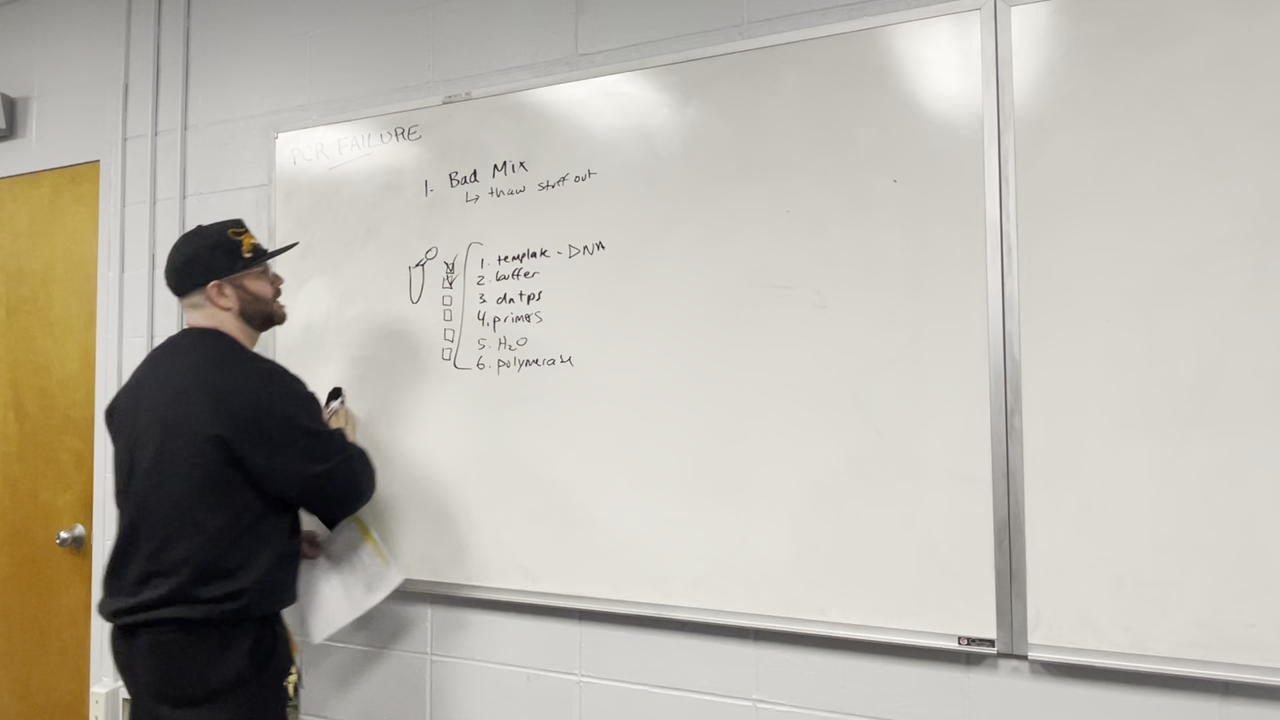 PCR FAILURE
1. Bad Mix
↳ thaw stuff out
1. template - DNA
2. buffer
3. dntps
4. primers
5. H₂O
6. polymerase